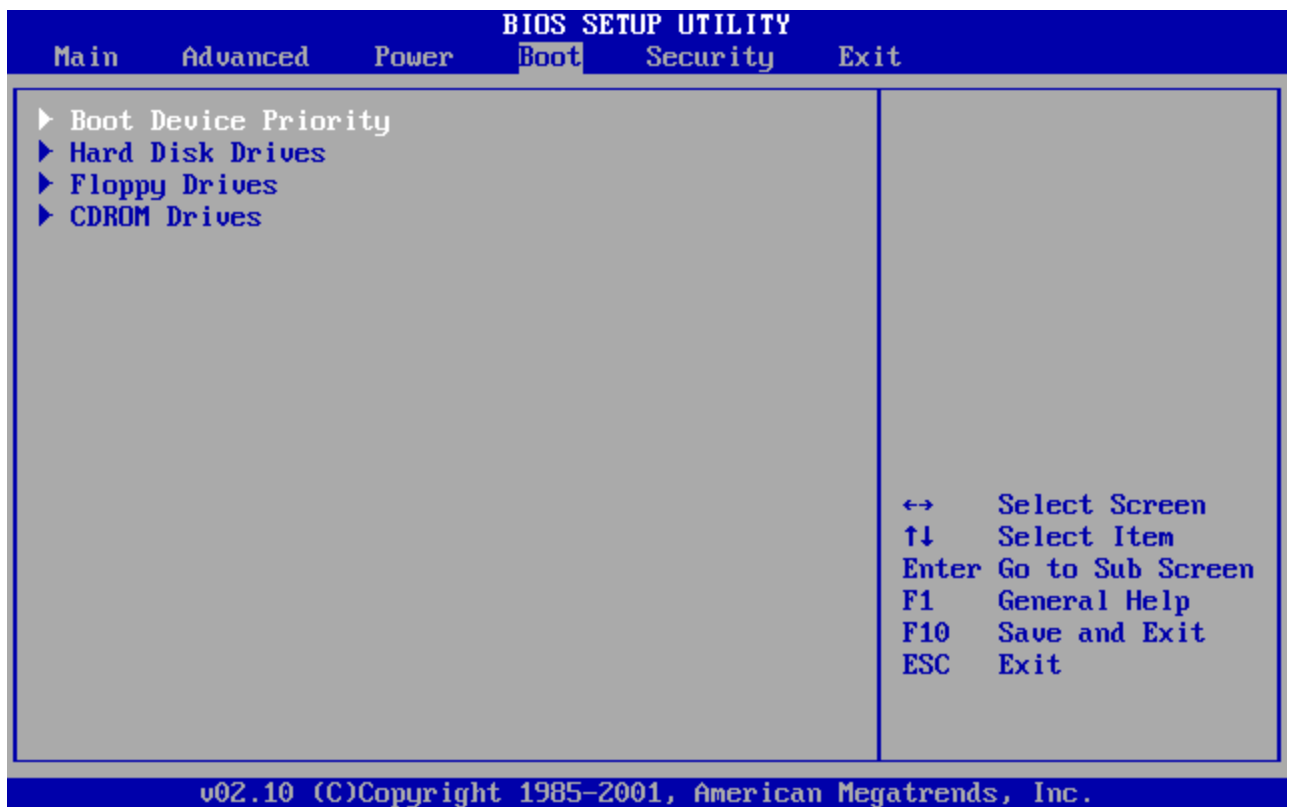 BIOS SETUP UTILITY
Main Advanced Power Boot Security Exit
Boot Device Priority
Hard Disk Drives
Floppy Drives
CDROM Drives
←→ Select Screen
↑↓ Select Item
Enter Go to Sub Screen
F1 General Help
F10 Save and Exit
ESC Exit
v02.10 (C)Copyright 1985-2001, American Megatrends, Inc.